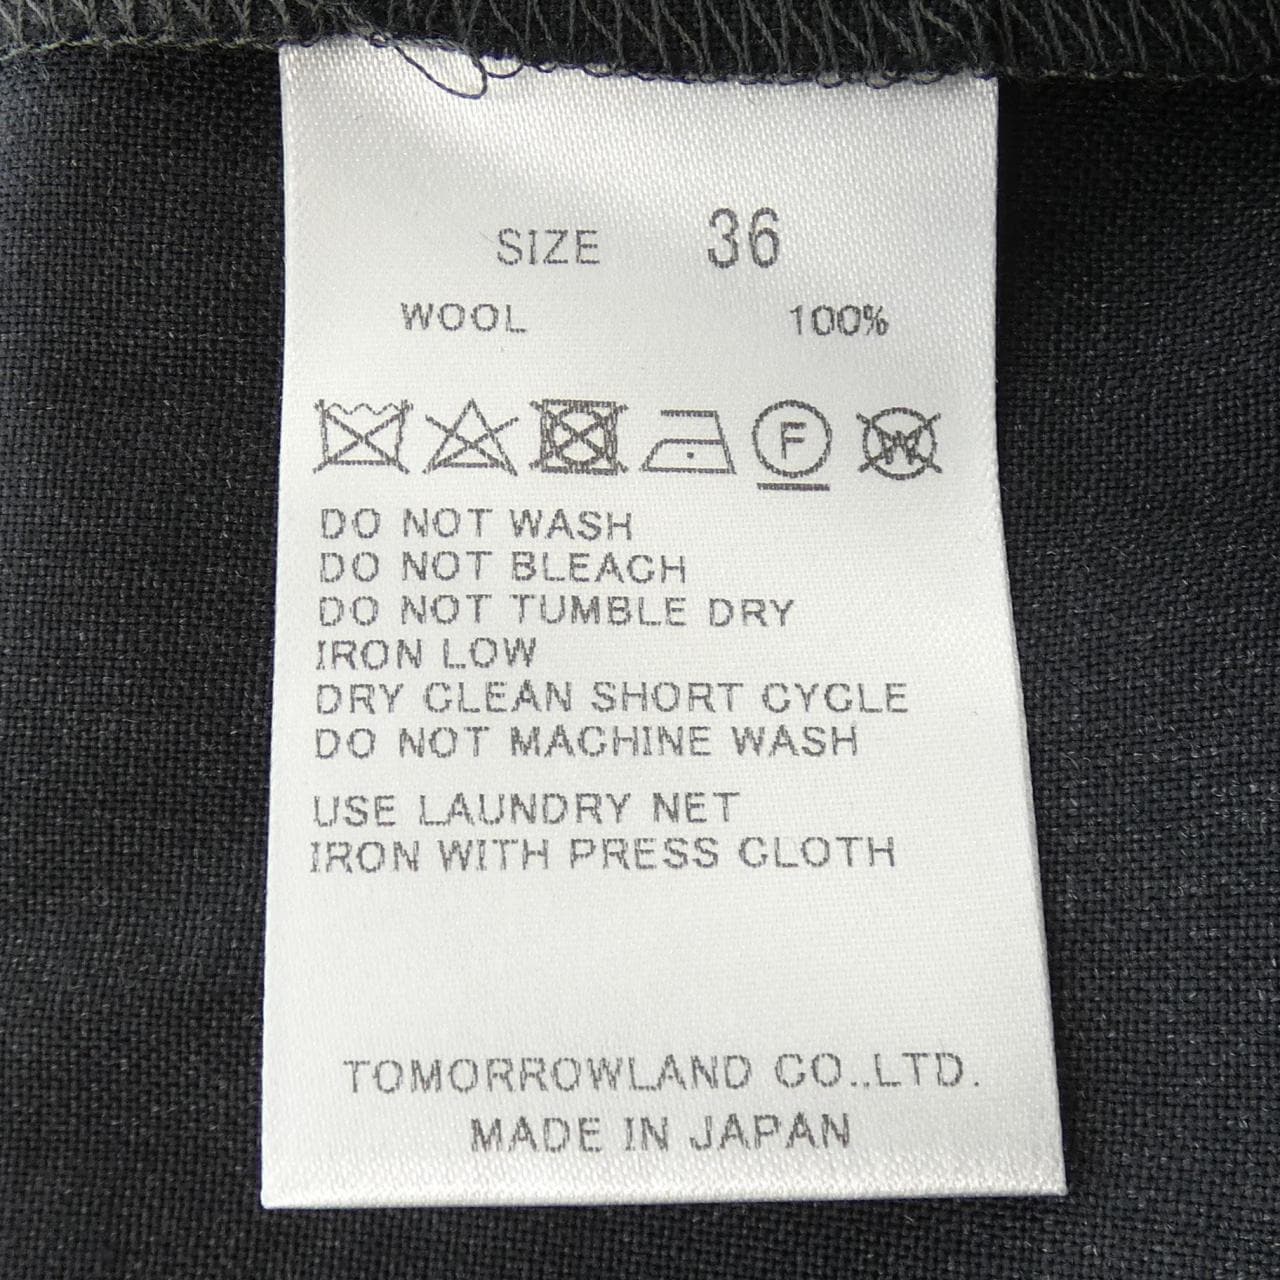 SIZE 36
WOOL 100%
F W
DO NOT WASH
DO NOT BLEACH
DO NOT TUMBLE DRY
IRON LOW
DRY CLEAN SHORT CYCLE
DO NOT MACHINE WASH
USE LAUNDRY NET
IRON WITH PRESS CLOTH
TOMORROWLAND CO.,LTD.
MADE IN JAPAN